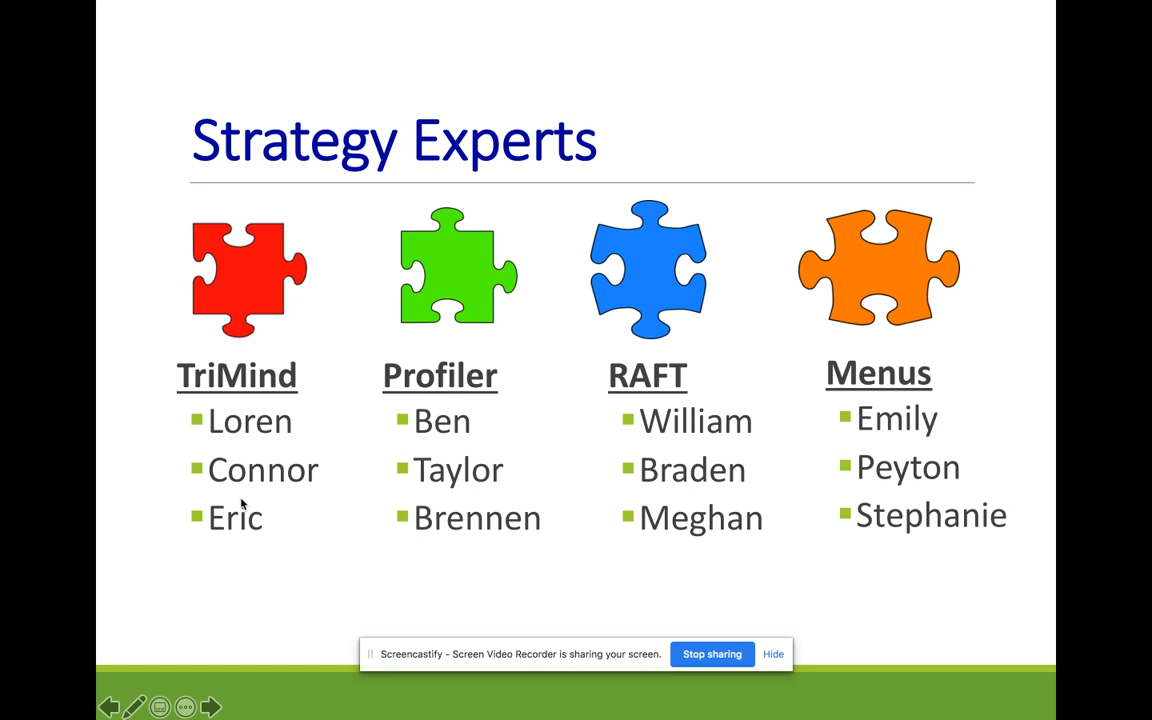 Strategy Experts
TriMind
Loren
Connor
Eric
Profiler
Ben
Taylor
Brennen
RAFT
William
Braden
Meghan
Menus
Emily
Peyton
Stephanie
Screencastify - Screen Video Recorder is sharing your screen.
Stop sharing
Hide